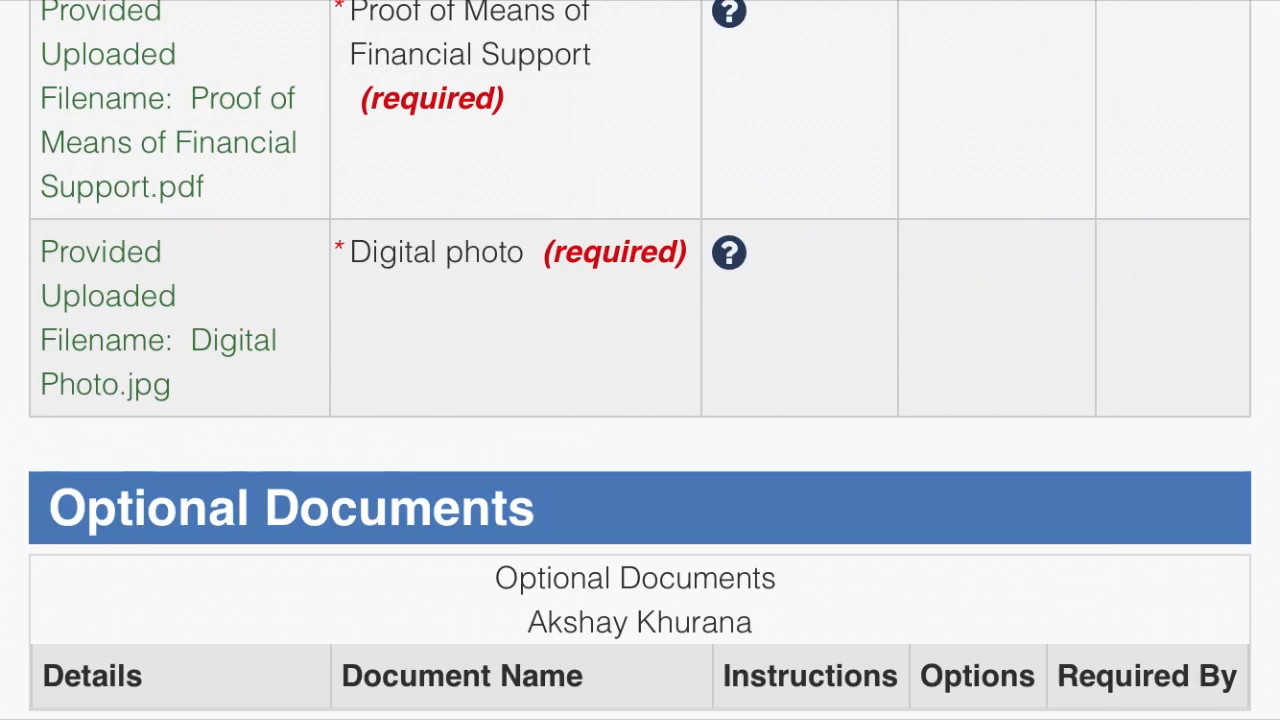 Provided
Uploaded
Filename: Proof of
Means of Financial
Support.pdf
* Proof of Means of
Financial Support
(required)
?
Provided
Uploaded
Filename: Digital
Photo.jpg
* Digital photo (required)
?
Optional Documents
Optional Documents
Akshay Khurana
Details Document Name Instructions Options Required By